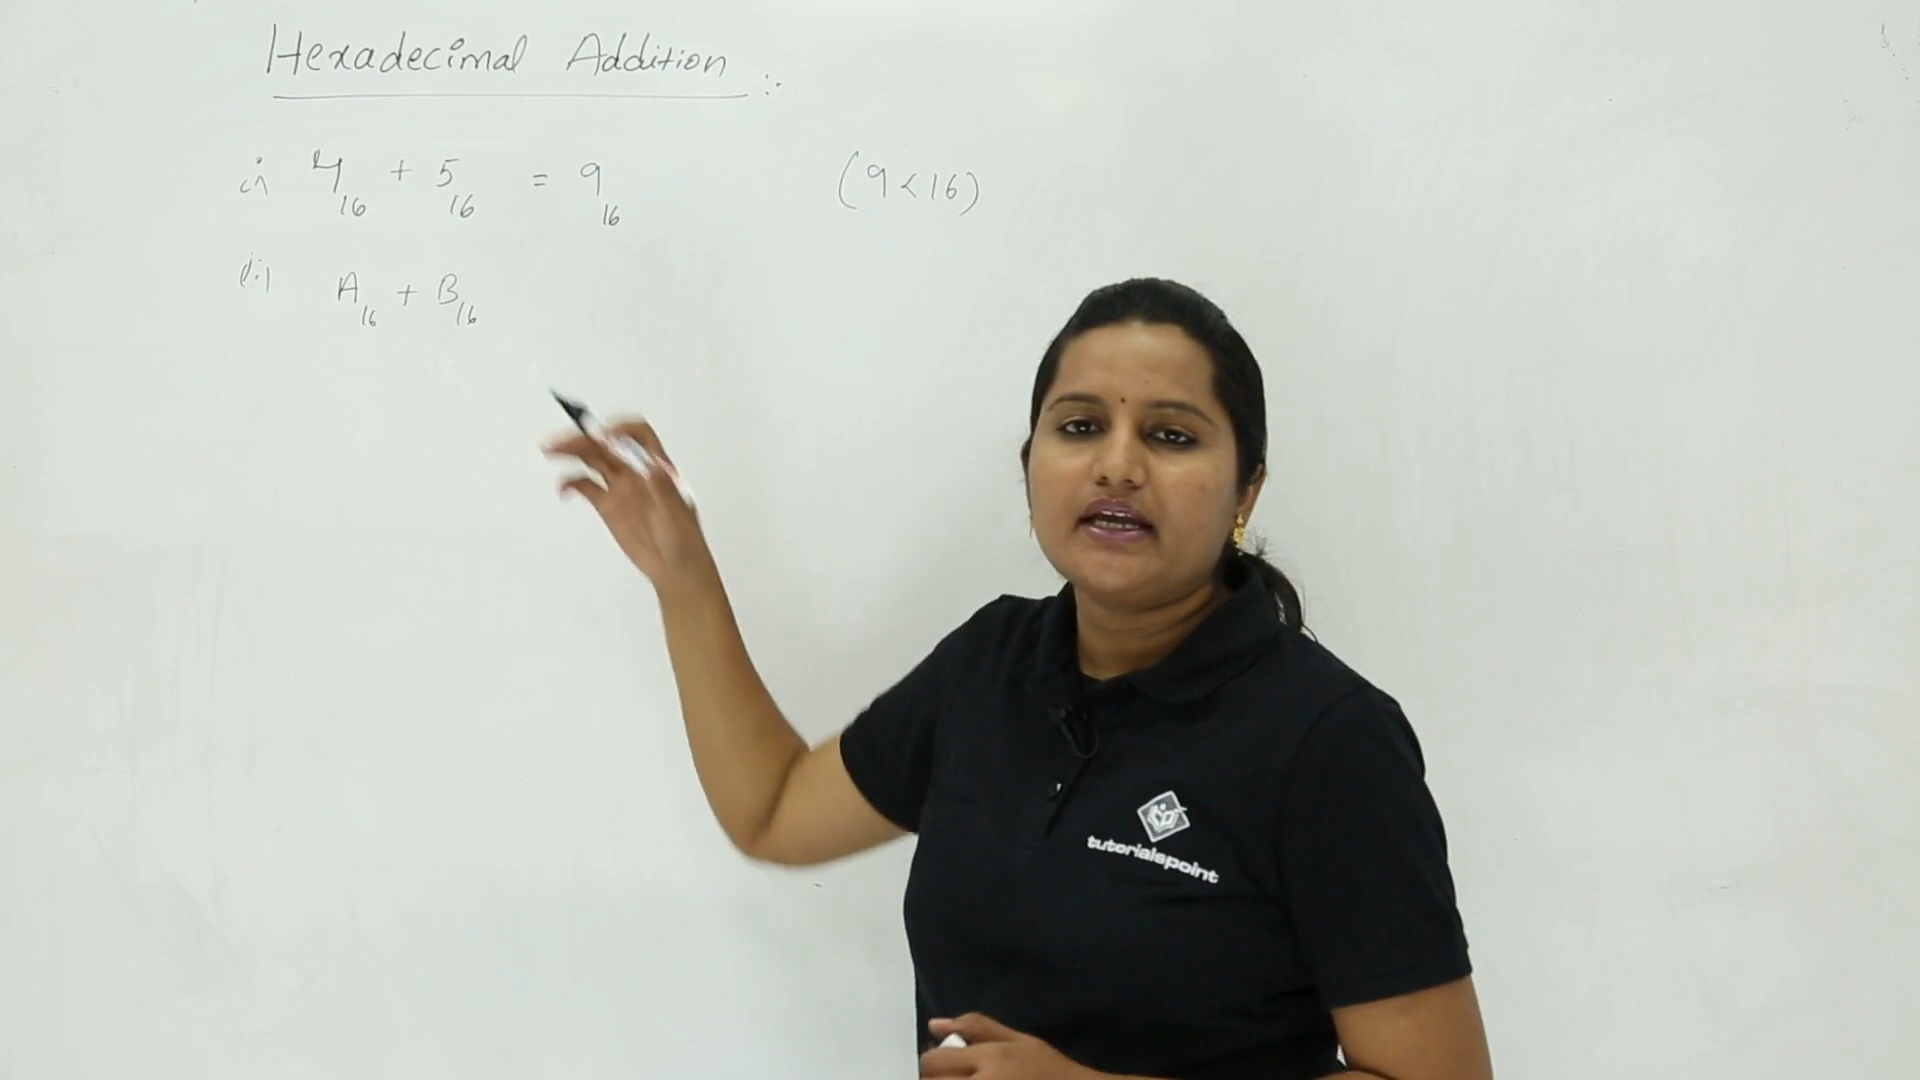 Hexadecimal Addition :-
i) 4₁₆ + 5₁₆ = 9₁₆ (9<16)
ii) A₁₆ + B₁₆
tutorialspoint